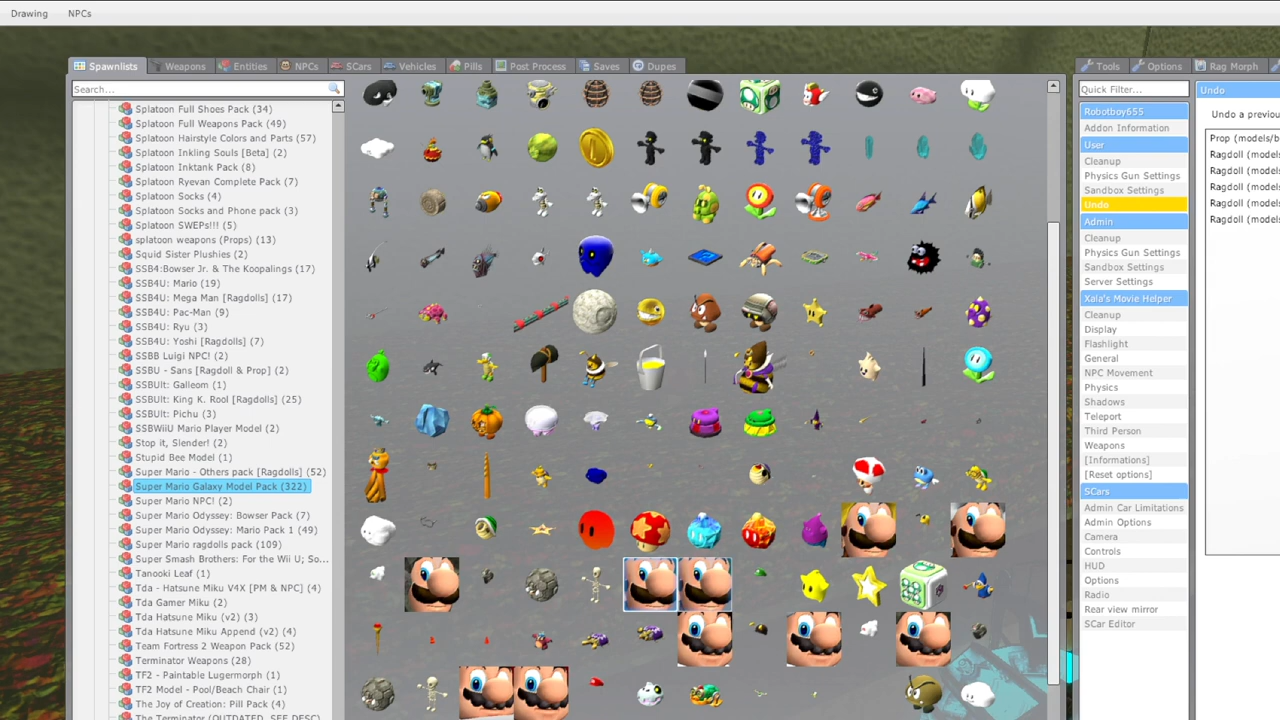 Drawing NPCs
Spawnlists Weapons Entities NPCs SCars Vehicles Pills Post Process Saves Dupes
Tools Options Rag Morph
Search...
Splatoon Full Shoes Pack (34)
Splatoon Full Weapons Pack (49)
Splatoon Hairstyle Colors and Parts (57)
Splatoon Inkling Souls [Beta] (2)
Splatoon Inktank Pack (8)
Splatoon Ryevan Complete Pack (7)
Splatoon Socks (4)
Splatoon Socks and Phone pack (3)
Splatoon SWEPs!!! (5)
splatoon weapons (Props) (13)
Squid Sister Plushies (2)
SSB4:Bowser Jr. & The Koopalings (17)
SSB4U: Mario (19)
SSB4U: Mega Man [Ragdolls] (17)
SSB4U: Pac-Man (9)
SSB4U: Ryu (3)
SSB4U: Yoshi [Ragdolls] (7)
SSBB Luigi NPC! (2)
SSBU - Sans [Ragdoll & Prop] (2)
SSBUlt: Galleom (1)
SSBUlt: King K. Rool [Ragdolls] (25)
SSBUlt: Pichu (3)
SSBWiiU Mario Player Model (2)
Stop it, Slender! (2)
Stupid Bee Model (1)
Super Mario - Others pack [Ragdolls] (52)
Super Mario Galaxy Model Pack (322)
Super Mario NPC! (2)
Super Mario Odyssey: Bowser Pack (7)
Super Mario Odyssey: Mario Pack 1 (49)
Super Mario ragdolls pack (109)
Super Smash Brothers: For the Wii U; So...
Tanooki Leaf (1)
Tda - Hatsune Miku V4X [PM & NPC] (4)
Tda Gamer Miku (2)
Tda Hatsune Miku (v2) (3)
Tda Hatsune Miku Append (v2) (4)
Team Fortress 2 Weapon Pack (52)
Terminator Weapons (28)
TF2 - Paintable Lugermorph (1)
TF2 Model - Pool/Beach Chair (1)
The Joy of Creation: Pill Pack (4)
The Terminator (OUTDATED, SEE DESC)
Quick Filter...
Robotboy655
Addon Information
User
Cleanup
Physics Gun Settings
Sandbox Settings
Undo
Admin
Cleanup
Physics Gun Settings
Sandbox Settings
Server Settings
Xala's Movie Helper
Cleanup
Display
Flashlight
General
NPC Movement
Physics
Shadows
Teleport
Third Person
Weapons
[Informations]
[Reset options]
SCars
Admin Car Limitations
Admin Options
Camera
Controls
HUD
Options
Radio
Rear view mirror
SCar Editor
Undo
Undo a previou
Prop (models/b
Ragdoll (models
Ragdoll (models
Ragdoll (models
Ragdoll (models
Ragdoll (models